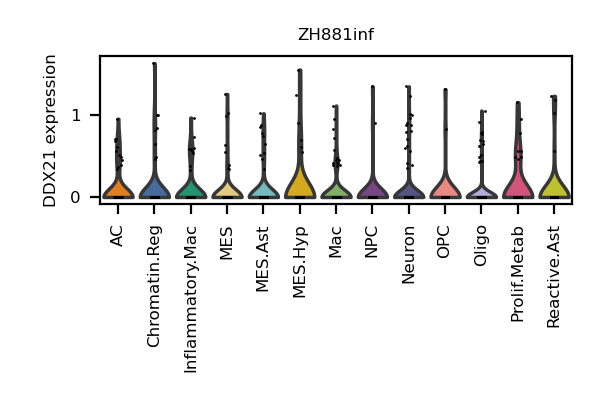 ZH881inf
DDX21 expression
1
0
AC
Chromatin.Reg
Inflammatory.Mac
MES
MES.Ast
MES.Hyp
Mac
NPC
Neuron
OPC
Oligo
Prolif.Metab
Reactive.Ast